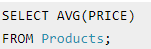 SELECT AVG(PRICE)
FROM Products;